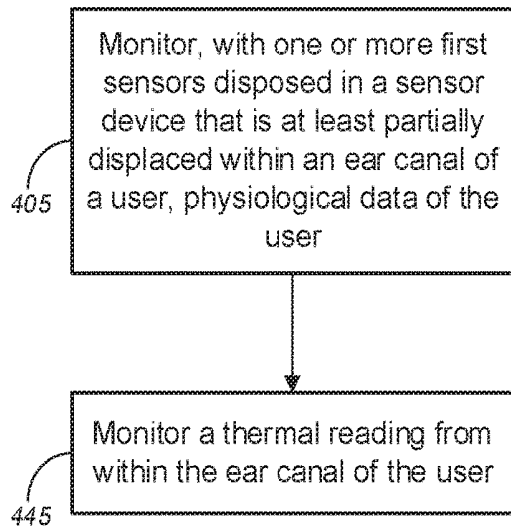 Monitor, with one or more first
sensors disposed in a sensor
device that is at least partially
displaced within an ear canal of
a user, physiological data of the
user
405
Monitor a thermal reading from
within the ear canal of the user
445